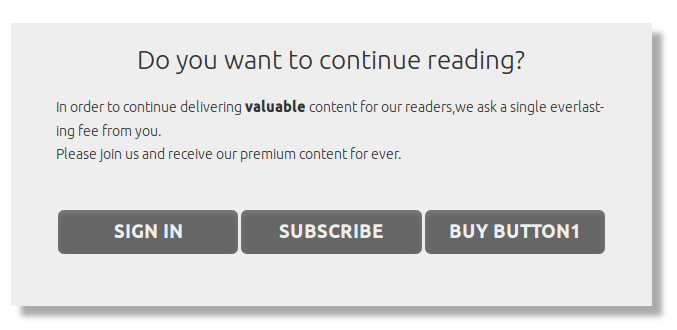 Do you want to continue reading?
In order to continue delivering valuable content for our readers,we ask a single everlast-
ing fee from you.
Please join us and receive our premium content for ever.
SIGN IN
SUBSCRIBE
BUY BUTTON1